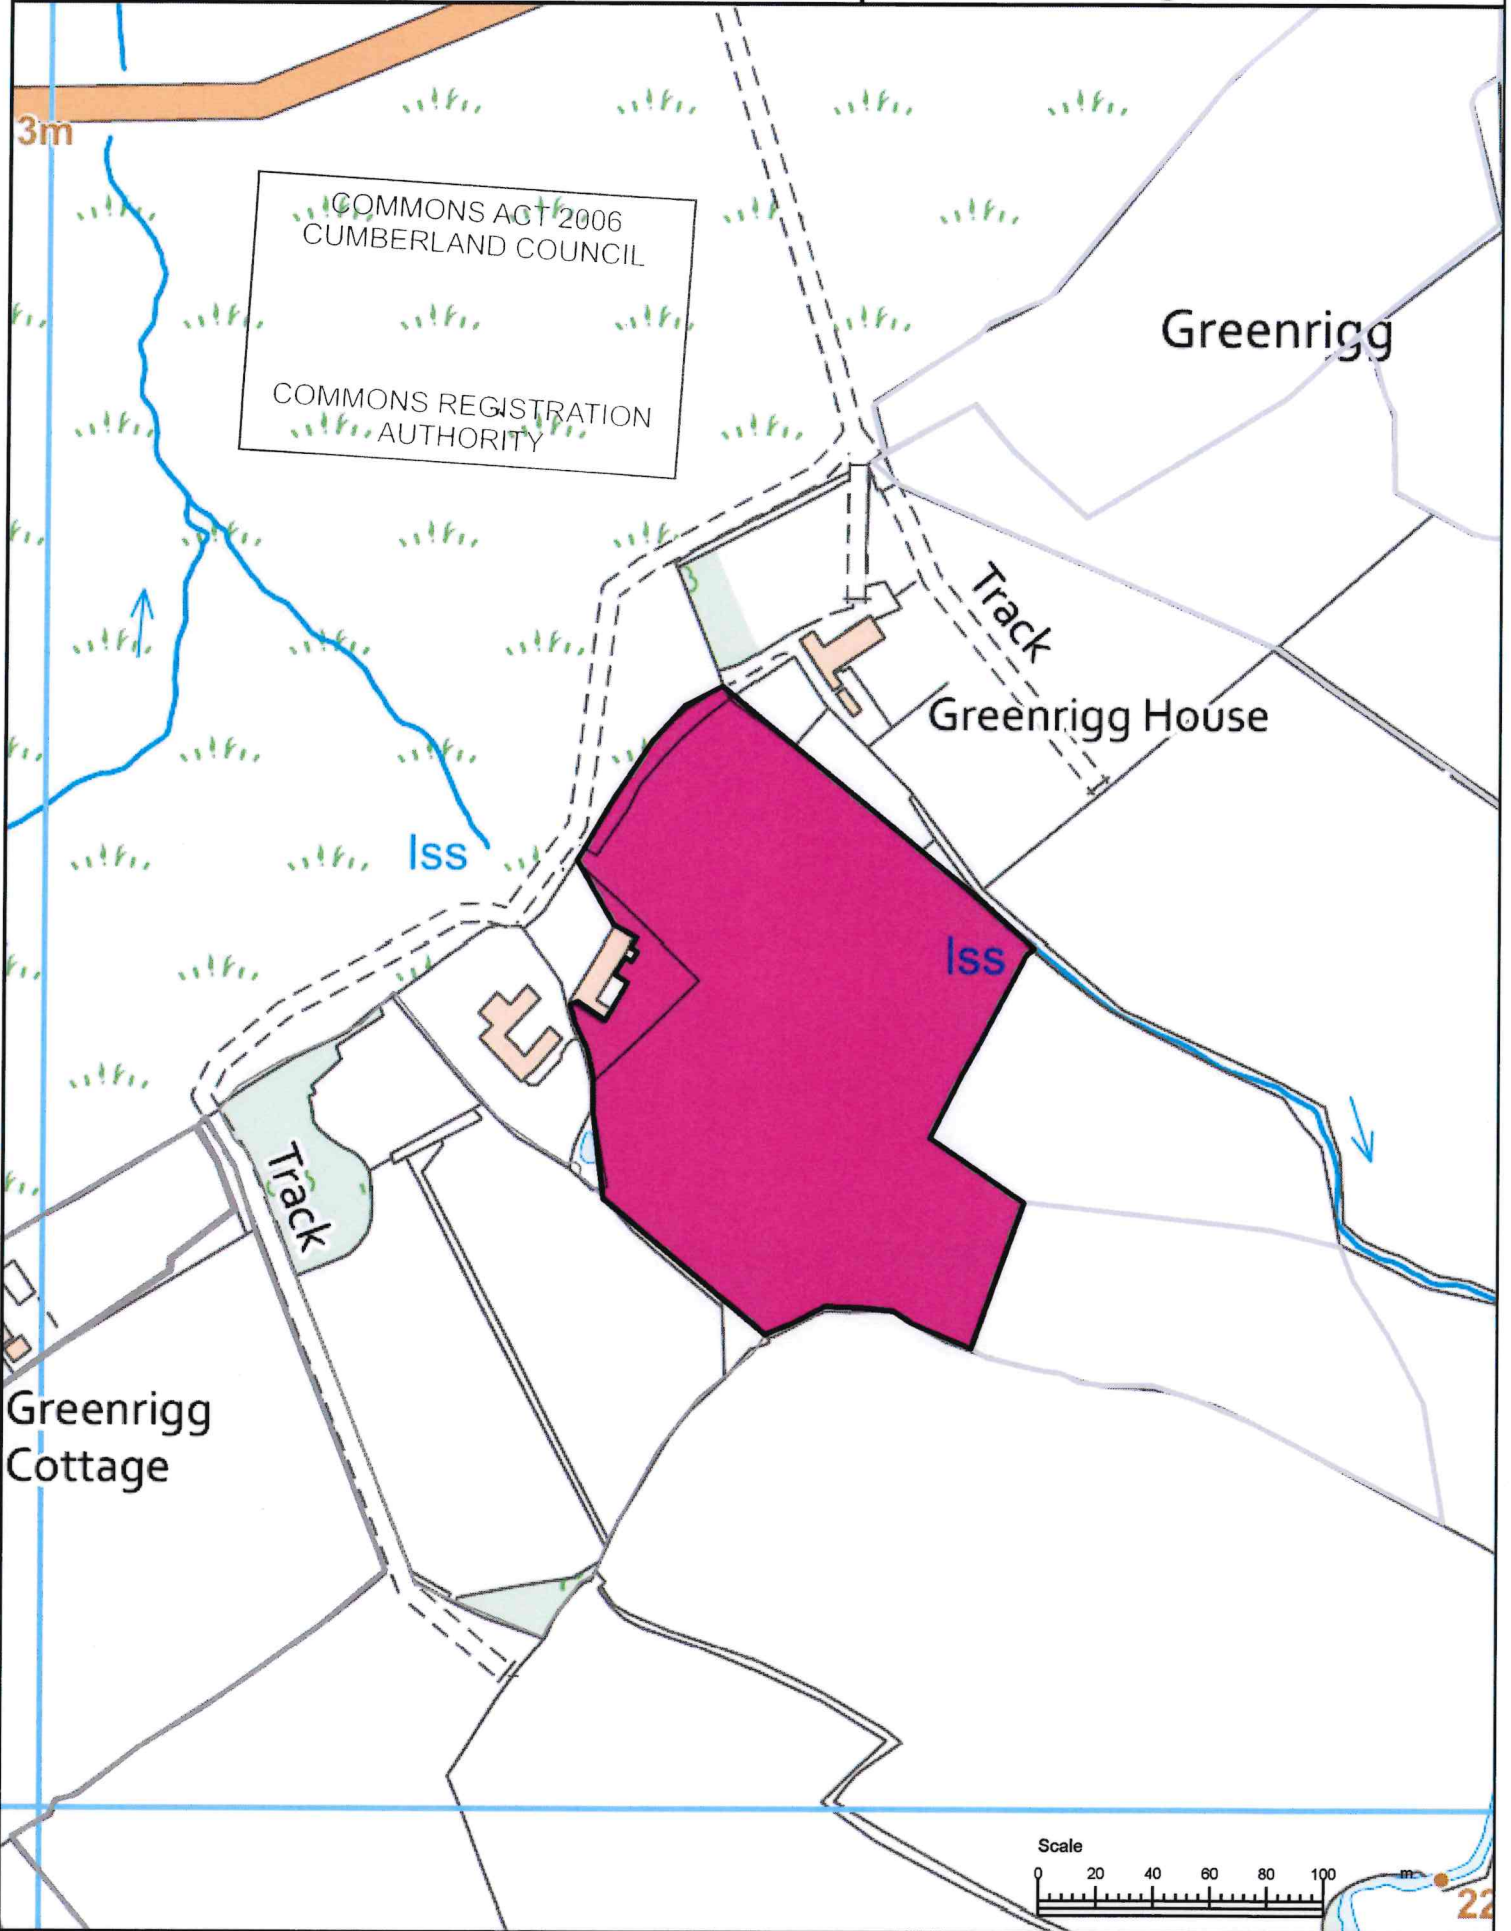 3m
COMMONS ACT 2006
CUMBERLAND COUNCIL
COMMONS REGISTRATION
AUTHORITY
Greenrigg
Track
Greenrigg House
Iss
Iss
Track
Greenrigg
Cottage
Scale
0 20 40 60 80 100 m
22